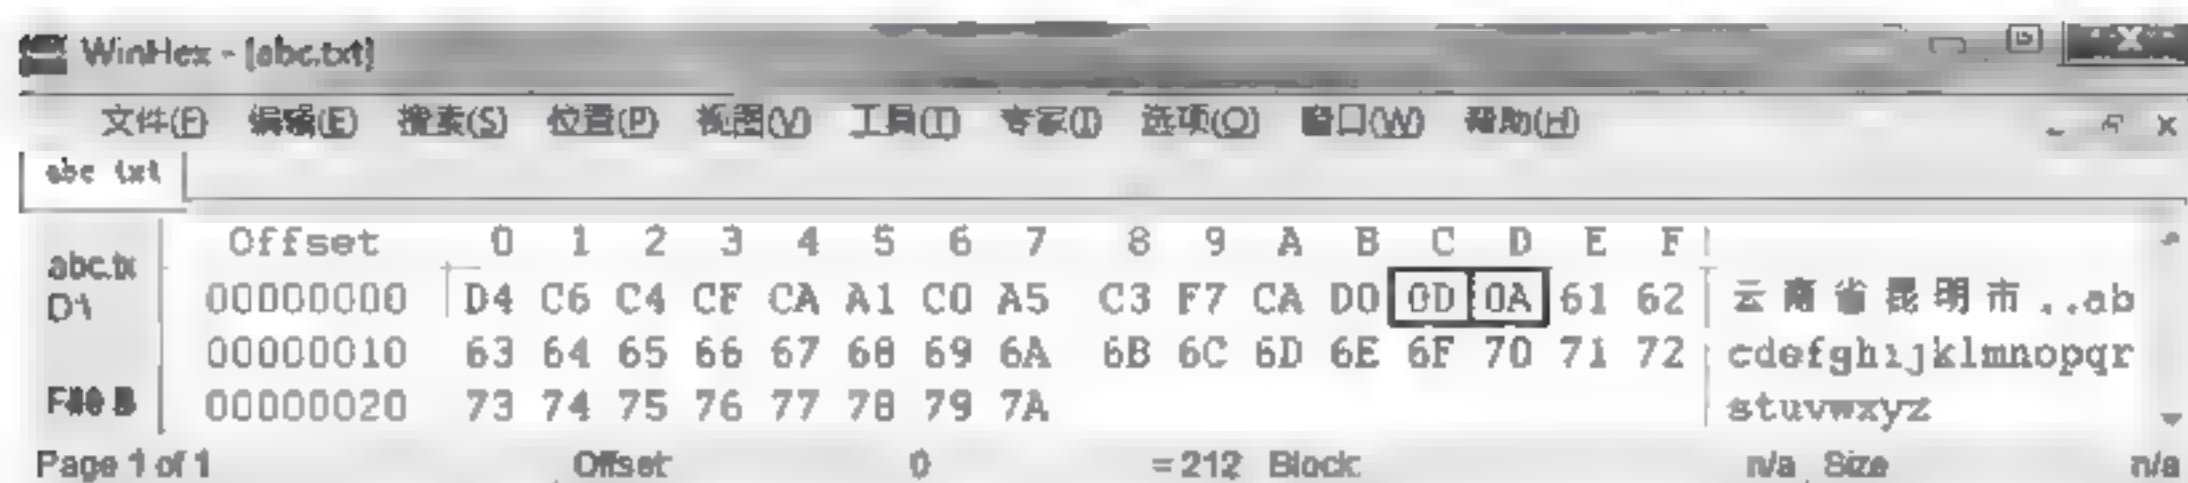 WinHex - [abc.txt]
文件(F) 编辑(E) 搜索(S) 位置(P) 视图(V) 工具(T) 专家(I) 选项(O) 窗口(W) 帮助(H)
abc.txt
Offset 0 1 2 3 4 5 6 7 8 9 A B C D E F
abc.tx
00000000 D4 C6 C4 CF CA A1 C0 A5 C3 F7 CA D0 0D 0A 61 62 云南省昆明市..ab
D:\
00000010 63 64 65 66 67 68 69 6A 6B 6C 6D 6E 6F 70 71 72 cdefghijklmnopqr
00000020 73 74 75 76 77 78 79 7A stuvwxyz
Page 1 of 1 Offset 0 = 212 Block: n/a Size n/a